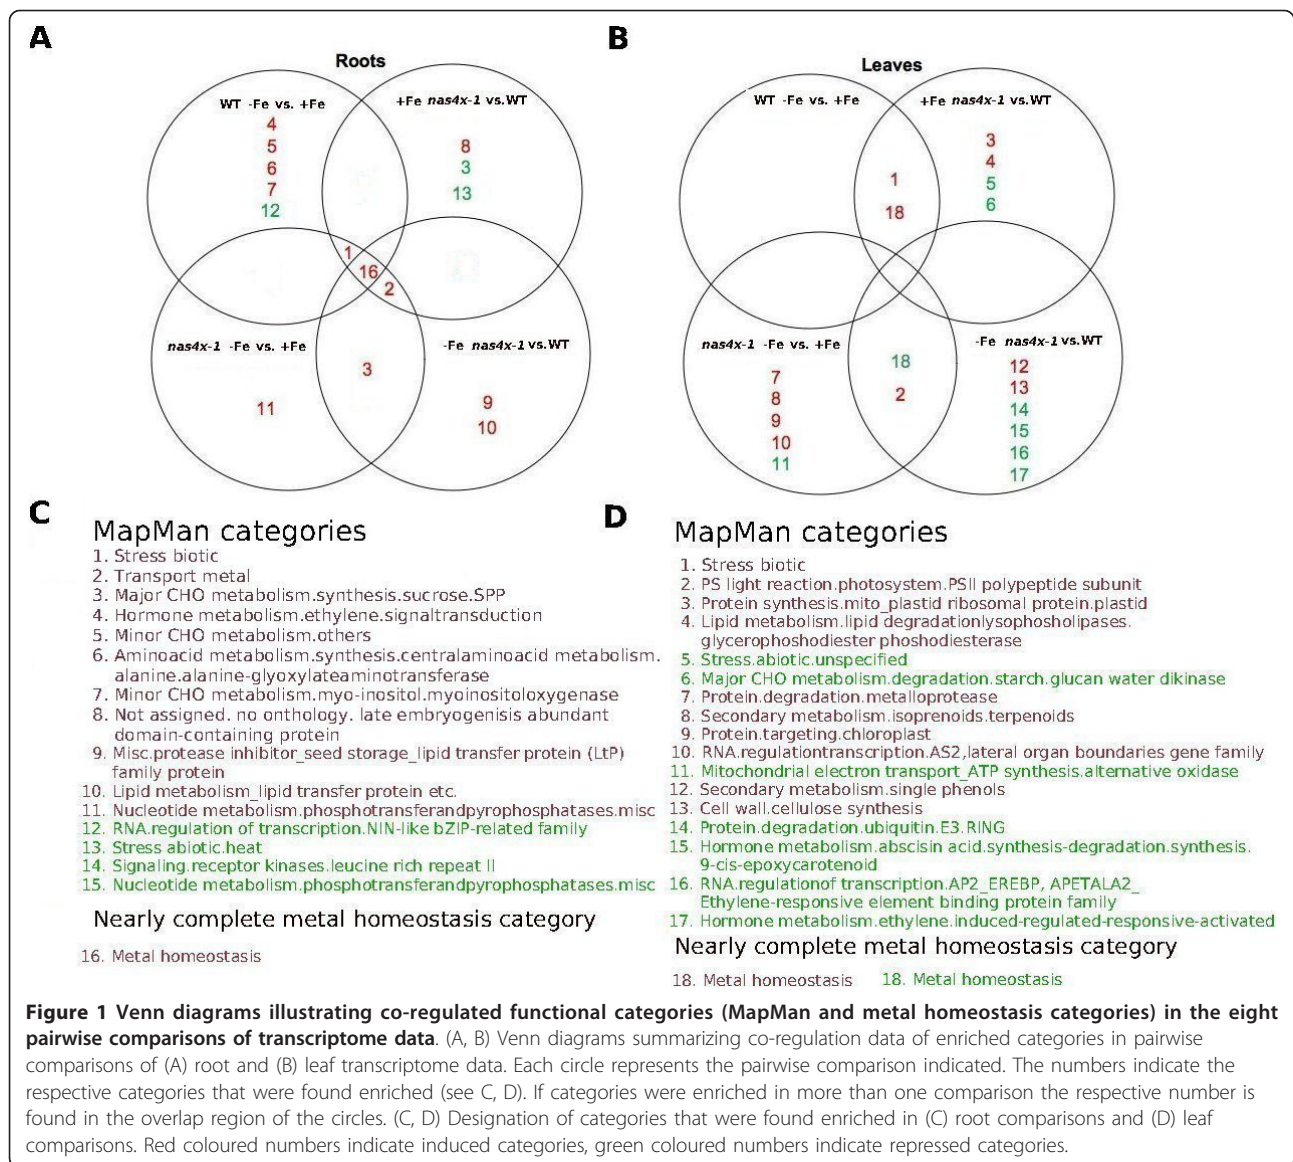 A
B
Roots
Leaves
WT -Fe vs. +Fe
+Fe nas4x-1 vs.WT
4
5
6
7
12
8
3
13
1
16
2
nas4x-1 -Fe vs. +Fe
-Fe nas4x-1 vs.WT
3
11
9
10
WT -Fe vs. +Fe
+Fe nas4x-1 vs.WT
1
18
3
4
5
6
nas4x-1 -Fe vs. +Fe
-Fe nas4x-1 vs.WT
7
8
9
10
11
18
2
12
13
14
15
16
17
C
MapMan categories
1. Stress biotic
2. Transport metal
3. Major CHO metabolism.synthesis.sucrose.SPP
4. Hormone metabolism.ethylene.signaltransduction
5. Minor CHO metabolism.others
6. Aminoacid metabolism.synthesis.centralaminoacid metabolism.
alanine.alanine-glyoxylateaminotransferase
7. Minor CHO metabolism.myo-inositol.myoinositoloxygenase
8. Not assigned. no onthology. late embryogenisis abundant
domain-containing protein
9. Misc.protease inhibitor_seed storage_lipid transfer protein (LtP)
family protein
10. Lipid metabolism_lipid transfer protein etc.
11. Nucleotide metabolism.phosphotransferandpyrophosphatases.misc
12. RNA.regulation of transcription.NIN-like bZIP-related family
13. Stress abiotic.heat
14. Signaling.receptor kinases.leucine rich repeat II
15. Nucleotide metabolism.phosphotransferandpyrophosphatases.misc
Nearly complete metal homeostasis category
16. Metal homeostasis
D
MapMan categories
1. Stress biotic
2. PS light reaction.photosystem.PSII polypeptide subunit
3. Protein synthesis.mito_plastid ribosomal protein.plastid
4. Lipid metabolism.lipid degradationlysophosholipases.
glycerophoshodiester phoshodiesterase
5. Stress.abiotic.unspecified
6. Major CHO metabolism.degradation.starch.glucan water dikinase
7. Protein.degradation.metalloprotease
8. Secondary metabolism.isoprenoids.terpenoids
9. Protein.targeting.chloroplast
10. RNA.regulationtranscription.AS2,lateral organ boundaries gene family
11. Mitochondrial electron transport_ATP synthesis.alternative oxidase
12. Secondary metabolism.single phenols
13. Cell wall.cellulose synthesis
14. Protein.degradation.ubiquitin.E3.RING
15. Hormone metabolism.abscisin acid.synthesis-degradation.synthesis.
9-cis-epoxycarotenoid
16. RNA.regulationof transcription.AP2_EREBP, APETALA2_
Ethylene-responsive element binding protein family
17. Hormone metabolism.ethylene.induced-regulated-responsive-activated
Nearly complete metal homeostasis category
18. Metal homeostasis 18. Metal homeostasis
Figure 1 Venn diagrams illustrating co-regulated functional categories (MapMan and metal homeostasis categories) in the eight
pairwise comparisons of transcriptome data. (A, B) Venn diagrams summarizing co-regulation data of enriched categories in pairwise
comparisons of (A) root and (B) leaf transcriptome data. Each circle represents the pairwise comparison indicated. The numbers indicate the
respective categories that were found enriched (see C, D). If categories were enriched in more than one comparison the respective number is
found in the overlap region of the circles. (C, D) Designation of categories that were found enriched in (C) root comparisons and (D) leaf
comparisons. Red coloured numbers indicate induced categories, green coloured numbers indicate repressed categories.